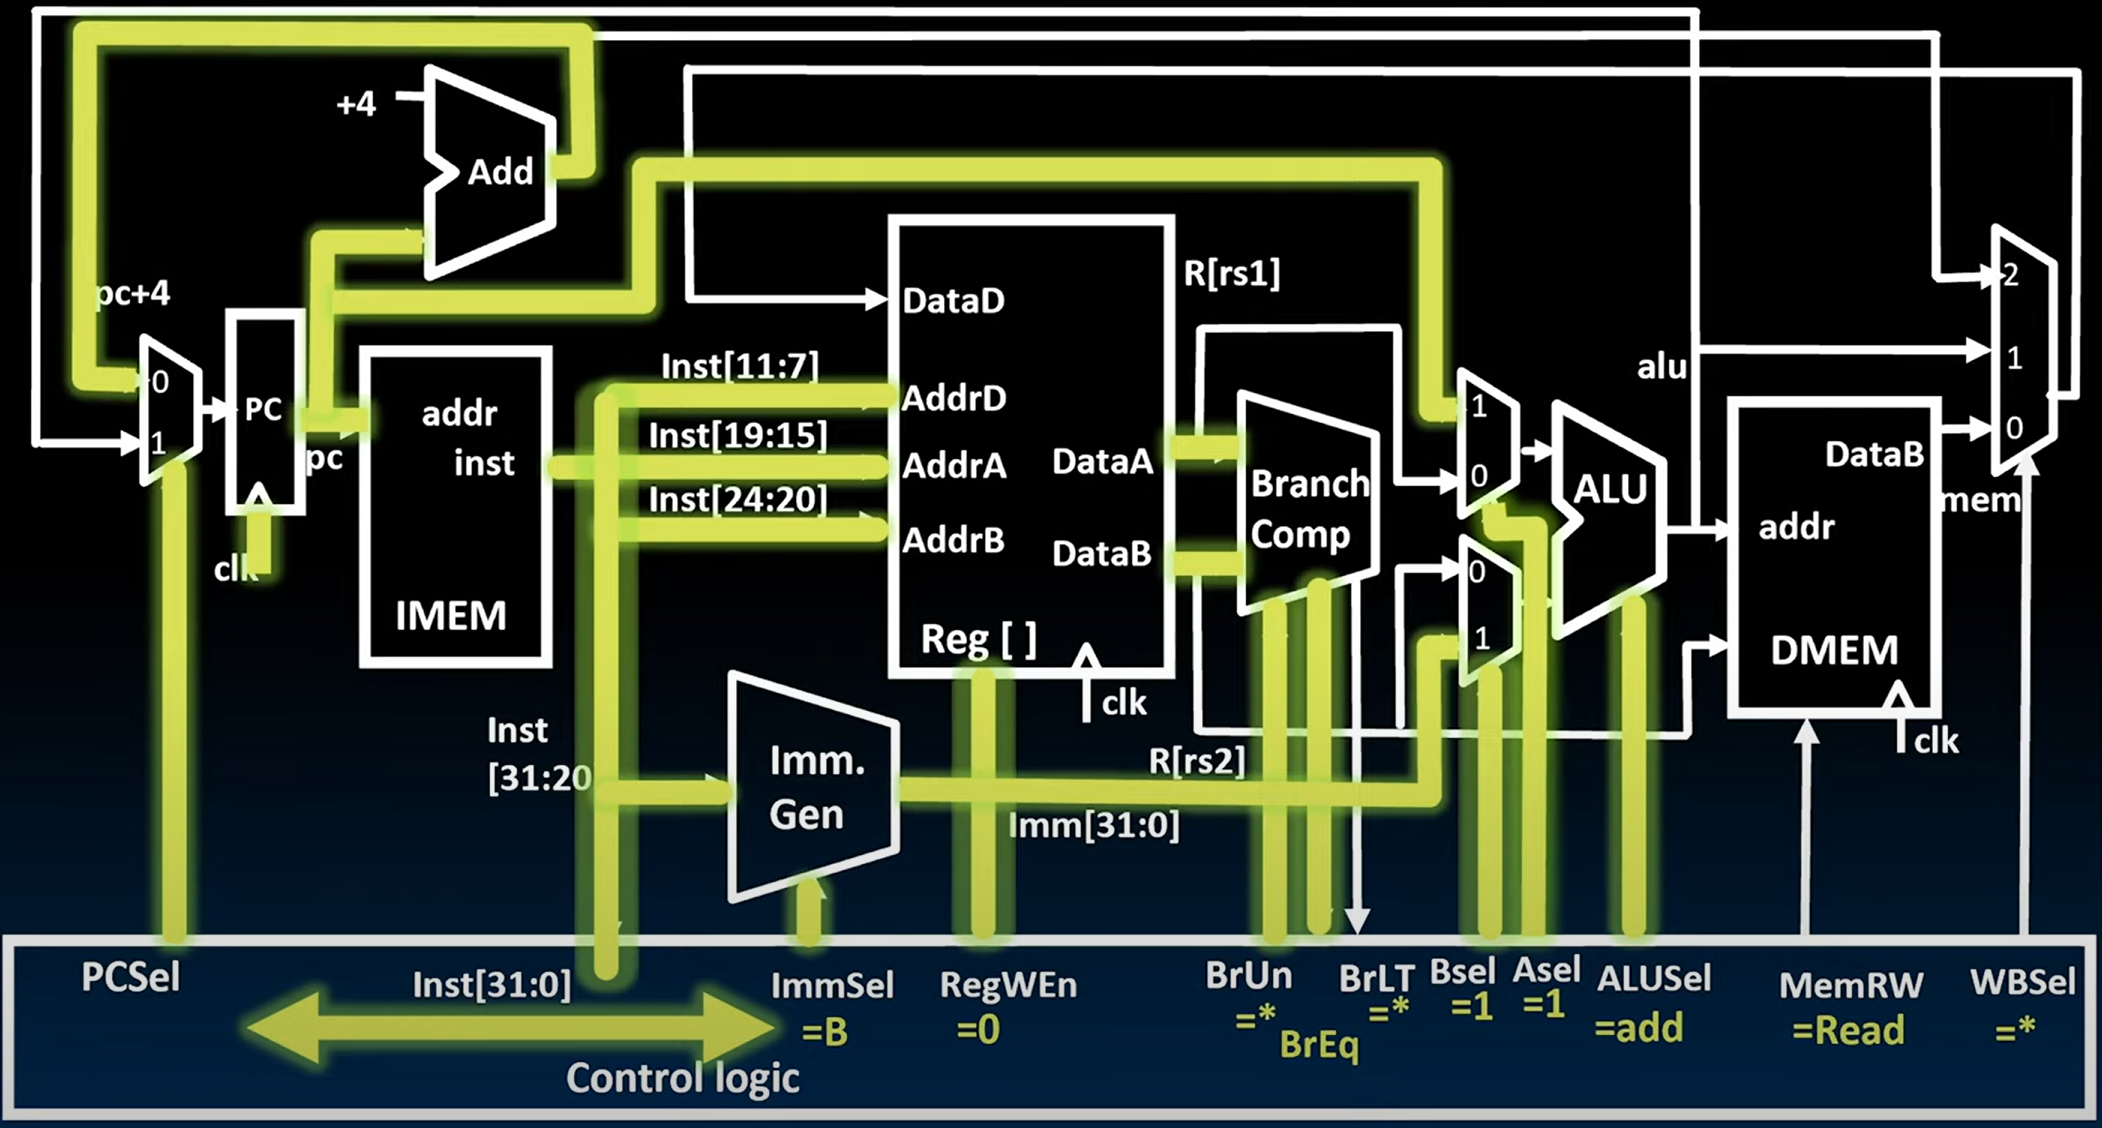 +4
Add
pc+4
0
1
PC
pc
clk
addr
inst
IMEM
Inst[11:7]
Inst[19:15]
Inst[24:20]
DataD
AddrD
AddrA
AddrB
DataA
DataB
Reg [ ]
clk
R[rs1]
Branch
Comp
1
0
0
1
ALU
alu
addr
DataB
DMEM
clk
mem
2
1
0
Inst
[31:20
Imm.
Gen
R[rs2]
Imm[31:0]
PCSel
Inst[31:0]
ImmSel
=B
RegWEn
=0
BrUn
=*
BrEq
BrLT
=*
Bsel
=1
Asel
=1
ALUSel
=add
MemRW
=Read
WBSel
=*
Control logic